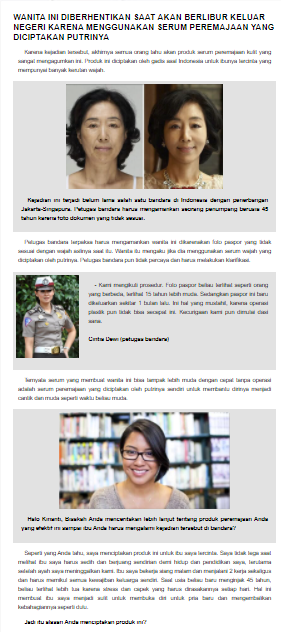 WANITA INI DIBERHENTIKAN SAAT AKAN BERLIBUR KELUAR
NEGERI KARENA MENGGUNAKAN SERUM PEREMAJAAN YANG
DICIPTAKAN PUTRINYA
Karena kejadian tersebut, akhirnya semua orang tahu akan produk serum peremajaan kulit yang
sangat mengagumkan ini. Produk ini diciptakan oleh gadis asal Indonesia untuk ibunya tercinta yang
mempunyai banyak kerutan wajah.
Kejadian ini terjadi belum lama salah satu bandara di Indonesia dengan penerbangan
Jakarta-Singapura. Petugas bandara harus mengamankan seorang penumpang berusia 45
tahun karena foto dokumen yang tidak sesuai.
Petugas bandara terpaksa harus mengamankan wanita ini dikarenakan foto paspor yang tidak
sesuai dengan wajah aslinya saat itu. Wanita itu mengaku jika dia menggunakan serum wajah yang
diciptakan oleh putrinya. Petugas bandara pun tidak percaya dan harus melakukan klarifikasi.
- Kami mengikuti prosedur. Foto paspor beliau terlihat seperti orang
yang berbeda, terlihat 15 tahun lebih muda. Sedangkan paspor ini baru
dikeluarkan sekitar 1 bulan lalu. Ini hal yang mustahil, karena operasi
plastik pun tidak bisa secepat ini. Kecurigaan kami pun dimulai dari
sana.
Cintia Dewi (petugas bandara)
Ternyata serum yang membuat wanita ini bisa tampak lebih muda dengan cepat tanpa operasi
adalah serum peremajaan yang diciptakan oleh putrinya sendiri untuk membantu dirinya menjadi
cantik dan muda seperti waktu beliau muda.
Halo Kinanti, Bisakah Anda menceritakan lebih lanjut tentang produk peremajaan Anda
yang efektif ini sampai ibu Anda harus mengalami kejadian tersebut di bandara?
Seperti yang Anda tahu, saya menciptakan produk ini untuk ibu saya tercinta. Saya tidak tega saat
melihat ibu saya harus sedih dan berjuang sendirian demi hidup dan pendidikan saya, terutama
setelah ayah saya meninggalkan kami. Ibu saya bekerja siang malam dan menjalani 2 kerja sekaligus
dan harus memikul semua kewajiban keluarga sendiri. Saat usia beliau baru menginjak 45 tahun,
beliau terlihat lebih tua karena stress dan capek yang harus dirasakannya setiap hari. Hal ini
membuat ibu saya menjadi sulit untuk membuka diri untuk pria baru dan mengembalikan
kebahagiaannya seperti dulu.
Jadi itu alasan Anda menciptakan produk ini?